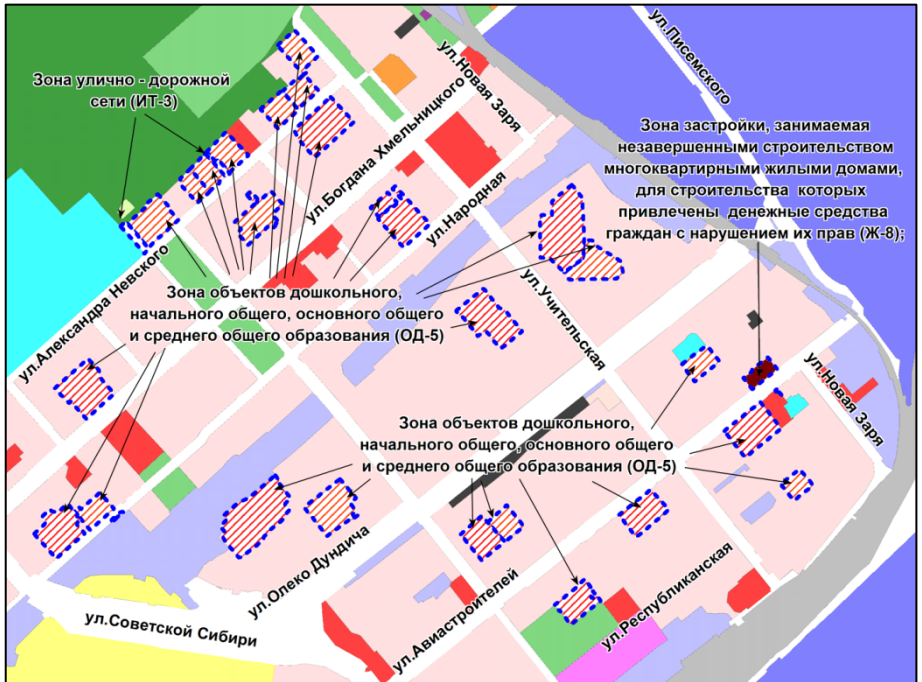 ул.Писемского
ул.Новая Заря
Зона улично - дорожной
сети (ИТ-3)
ул.Богдана Хмельницкого
Зона застройки, занимаемая
незавершенными строительством
многоквартирными жилыми домами,
для строительства которых
привлечены денежные средства
граждан с нарушением их прав (Ж-8);
ул.Народная
ул.Александра Невского
Зона объектов дошкольного,
начального общего, основного общего
и среднего общего образования (ОД-5)
ул.Учительская
ул.Новая Заря
Зона объектов дошкольного,
начального общего, основного общего
и среднего общего образования (ОД-5)
ул.Олеко Дундича
ул.Авиастроителей
ул.Республиканская
ул.Советской Сибири